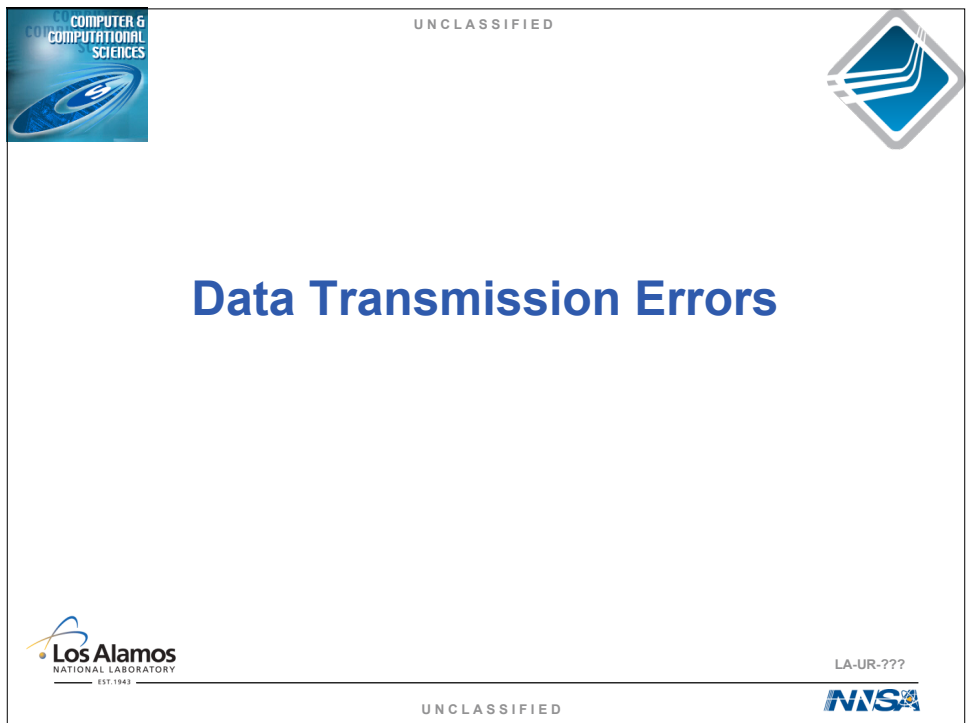 COMPUTER &
COMPUTATIONAL
SCIENCES
UNCLASSIFIED
Data Transmission Errors
Los Alamos
NATIONAL LABORATORY
EST. 1943
LA-UR-???
UNCLASSIFIED
NNSA